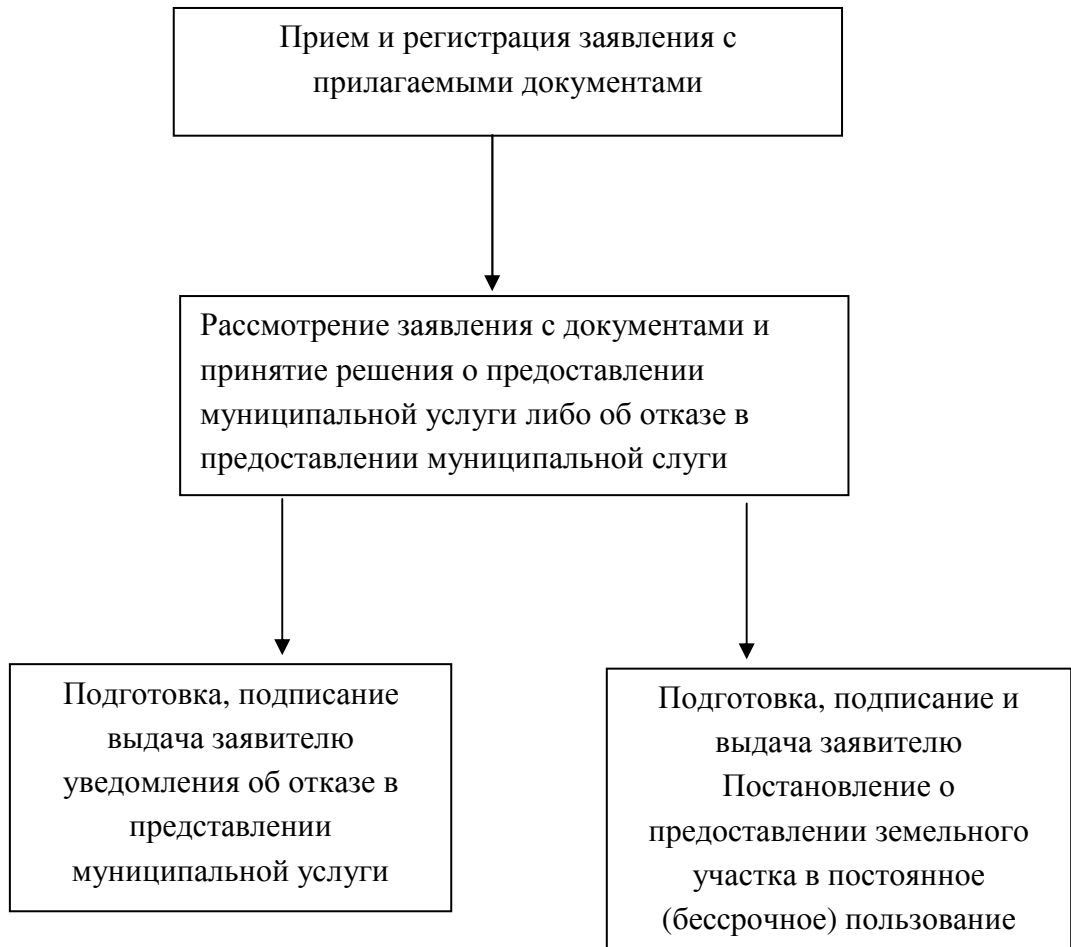 Прием и регистрация заявления с
прилагаемыми документами
Рассмотрение заявления с документами и
принятие решения о предоставлении
муниципальной услуги либо об отказе в
предоставлении муниципальной слуги
Подготовка, подписание
выдача заявителю
уведомления об отказе в
представлении
муниципальной услуги
Подготовка, подписание и
выдача заявителю
Постановление о
предоставлении земельного
участка в постоянное
(бессрочное) пользование